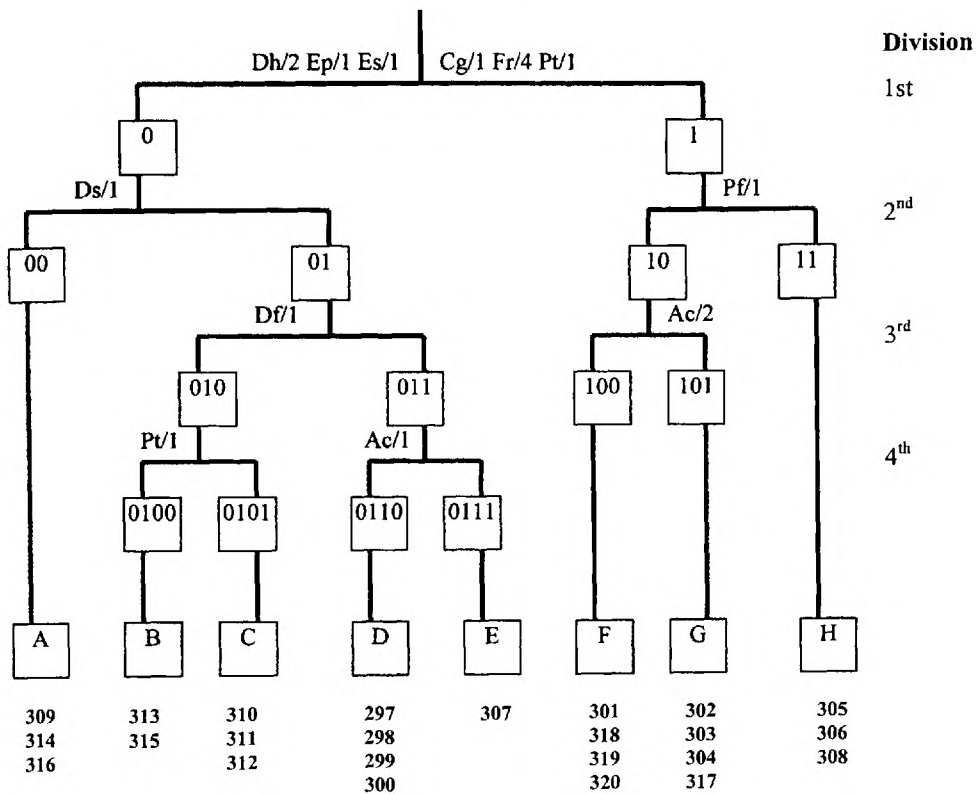 Division
Dh/2 Ep/1 Es/1 Cg/1 Fr/4 Pt/1
1st
0 1
Ds/1 Pf/1
2nd
00 01 10 11
Df/1 Ac/2
3rd
010 011 100 101
Pt/1 Ac/1
4th
0100 0101 0110 0111
A B C D E F G H
309 313 310 297 307 301 302 305
314 315 311 298 318 303 306
316 312 299 319 304 308
300 320 317